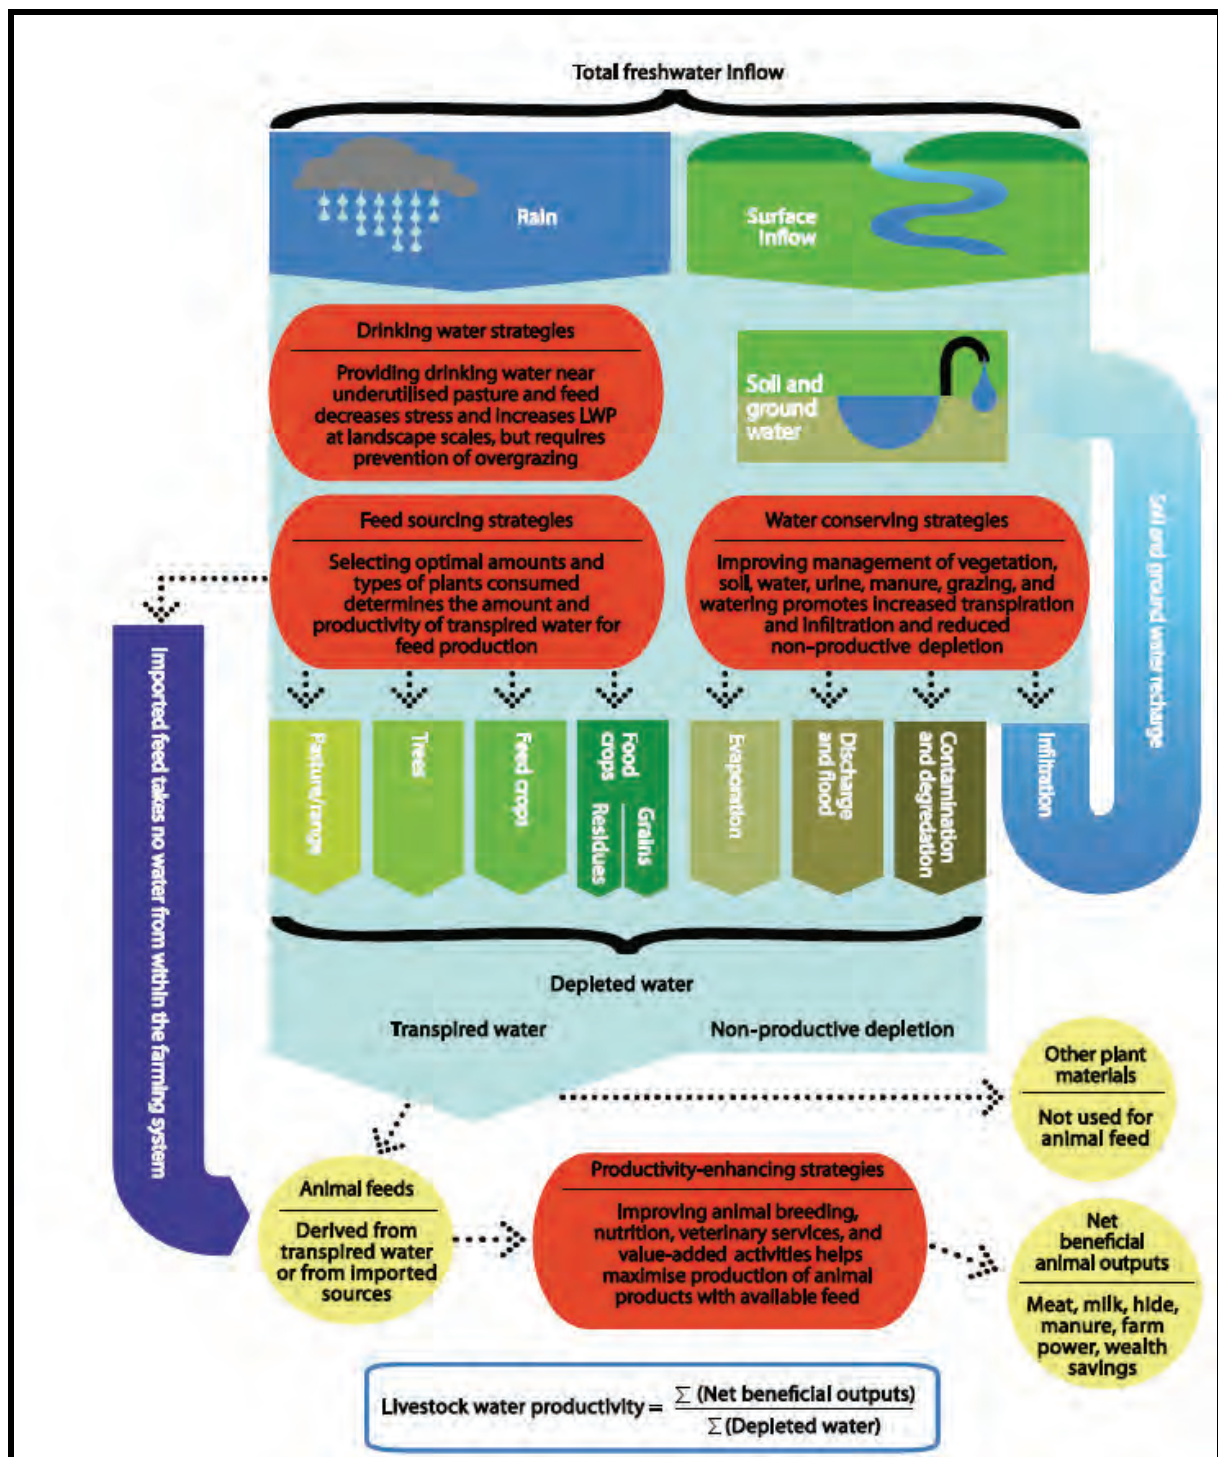 Total freshwater inflow
Rain
Surface
inflow
Drinking water strategies
Providing drinking water near
underutilised pasture and feed
decreases stress and increases LWP
at landscape scales, but requires
prevention of overgrazing
Soil and
ground
water
Feed sourcing strategies
Selecting optimal amounts and
types of plants consumed
determines the amount and
productivity of transpired water for
feed production
Water conserving strategies
Improving management of vegetation,
soil, water, urine, manure, grazing, and
watering promotes increased transpiration
and infiltration and reduced
non-productive depletion
Soil and ground water recharge
Imported feed takes no water from within the farming system
Pasture/range
Trees
Feed crops
Food
crops
Grains
Residues
Evaporation
Discharge
and flood
Contamination
and degredation
Infiltration
Depleted water
Transpired water
Non-productive depletion
Other plant
materials
Not used for
animal feed
Animal feeds
Derived from
transpired water
or from imported
sources
Productivity-enhancing strategies
Improving animal breeding,
nutrition, veterinary services, and
value-added activities helps
maximise production of animal
products with available feed
Net
beneficial
animal outputs
Meat, milk, hide,
manure, farm
power, wealth
savings
Livestock water productivity = ∑ (Net beneficial outputs)
∑ (Depleted water)